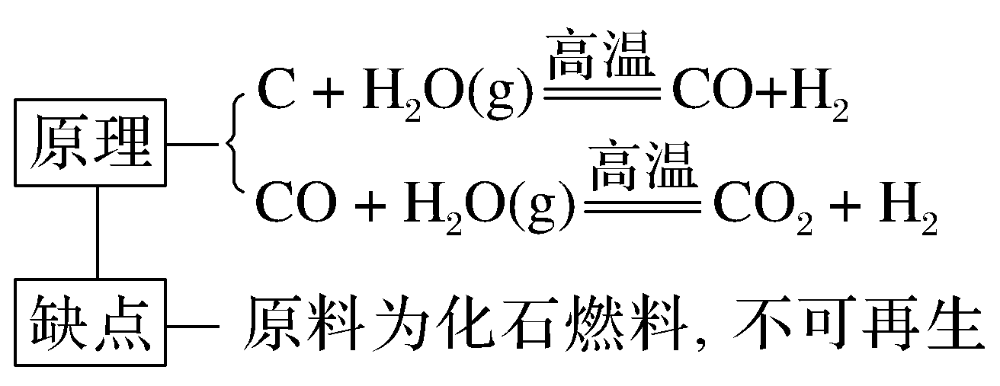 原理
C + H₂O(g) 高温 ══ CO+H₂
CO + H₂O(g) 高温 ══ CO₂ + H₂
缺点
原料为化石燃料, 不可再生